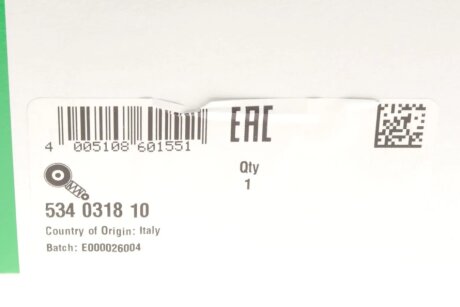 EAC
4 005108 601551
Qty
1
534 0318 10
Country of Origin: Italy
Batch: E000026004